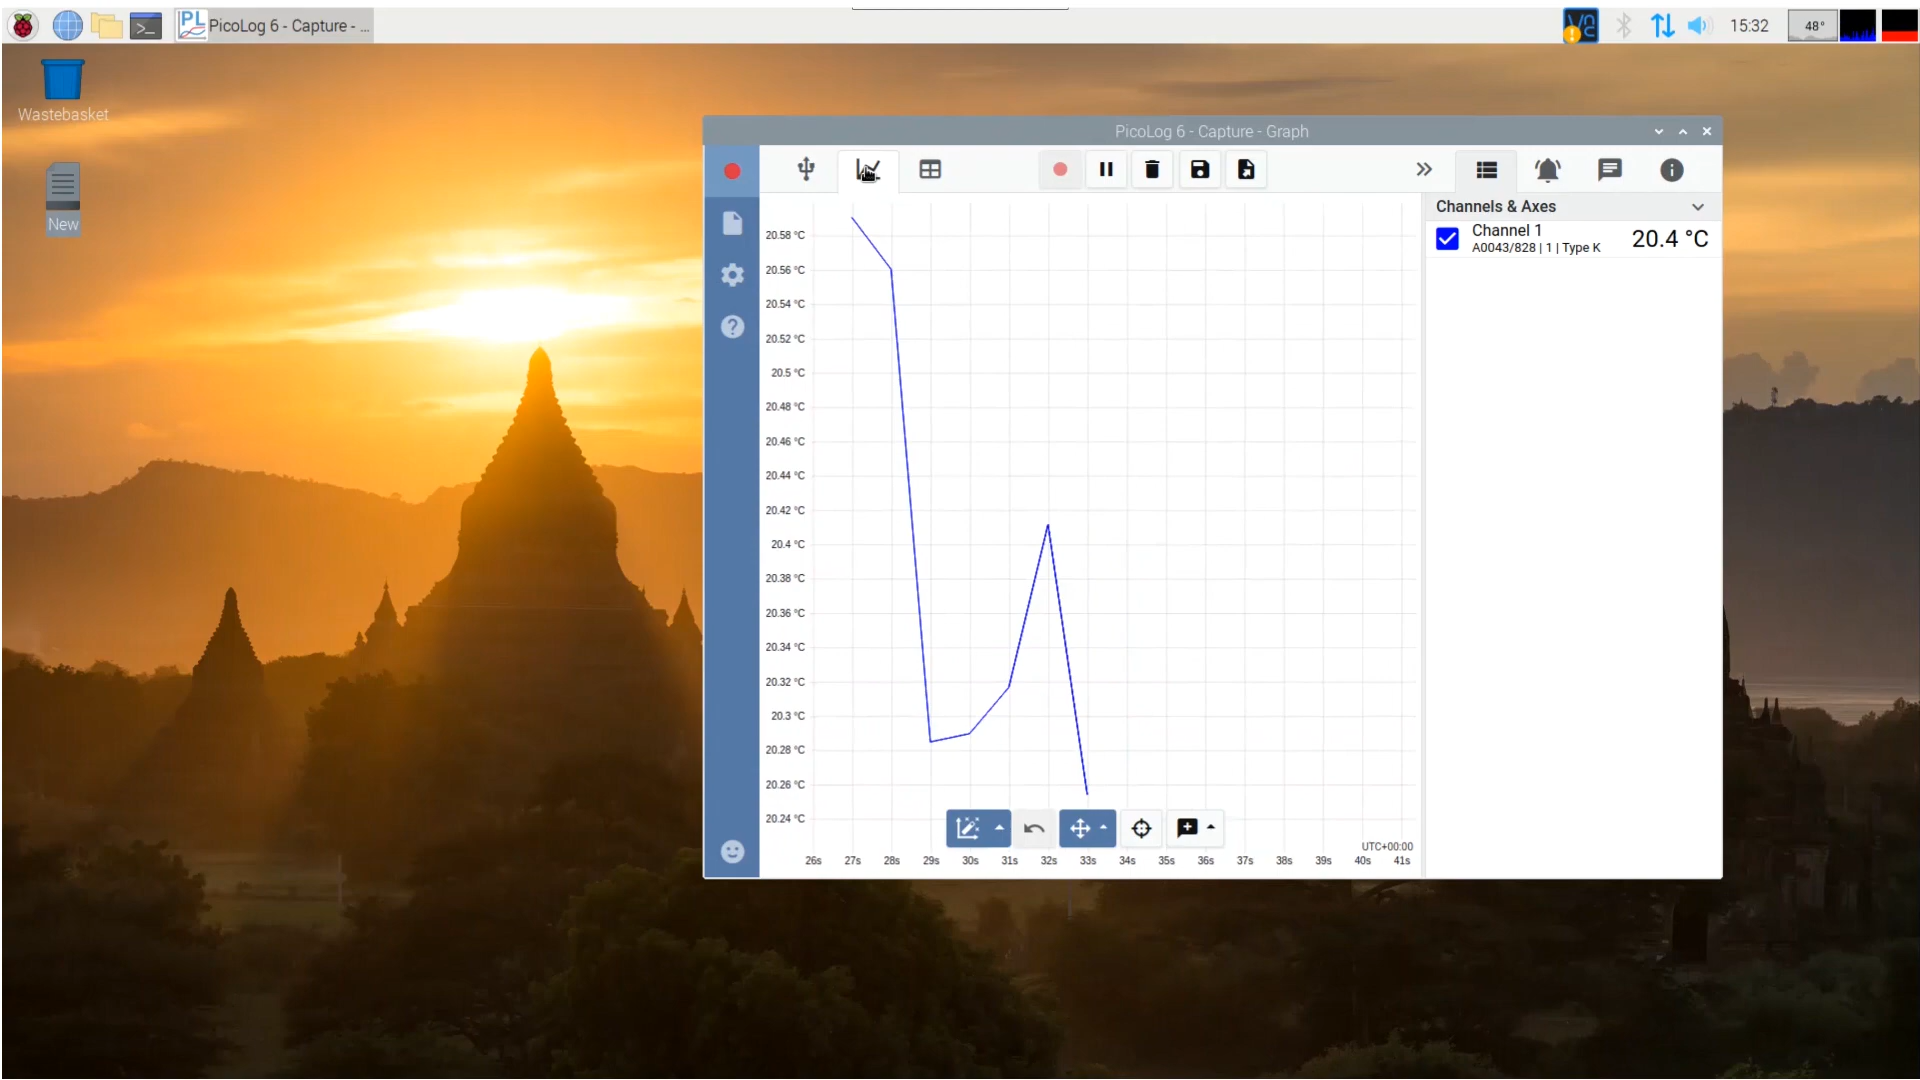 PL PicoLog 6 - Capture - ...
VNC
15:32
48°
Wastebasket
New
PicoLog 6 - Capture - Graph
Channels & Axes
Channel 1
A0043/828 | 1 | Type K
20.4 °C
20.58 °C
20.56 °C
20.54 °C
20.52 °C
20.5 °C
20.48 °C
20.46 °C
20.44 °C
20.42 °C
20.4 °C
20.38 °C
20.36 °C
20.34 °C
20.32 °C
20.3 °C
20.28 °C
20.26 °C
20.24 °C
UTC+00:00
26s 27s 28s 29s 30s 31s 32s 33s 34s 35s 36s 37s 38s 39s 40s 41s